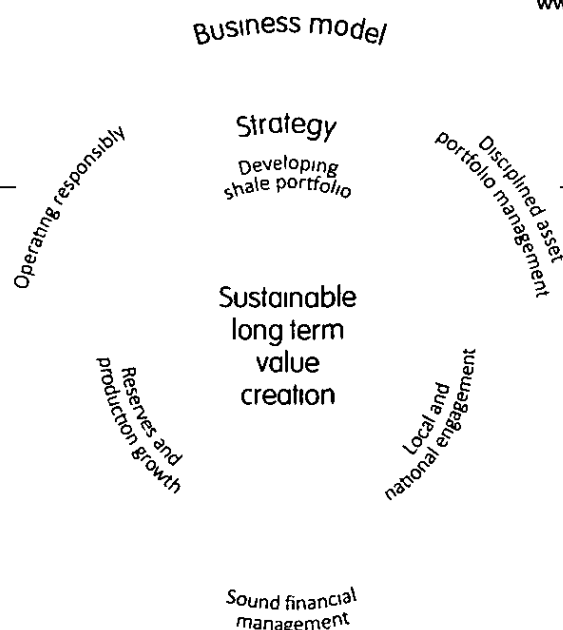 Business model
Strategy
Developing
shale portfolio
Operating responsibly
Disciplined asset
portfolio management
Sustainable
long term
value
creation
Reserves and
production growth
Local and
national engagement
Sound financial
management